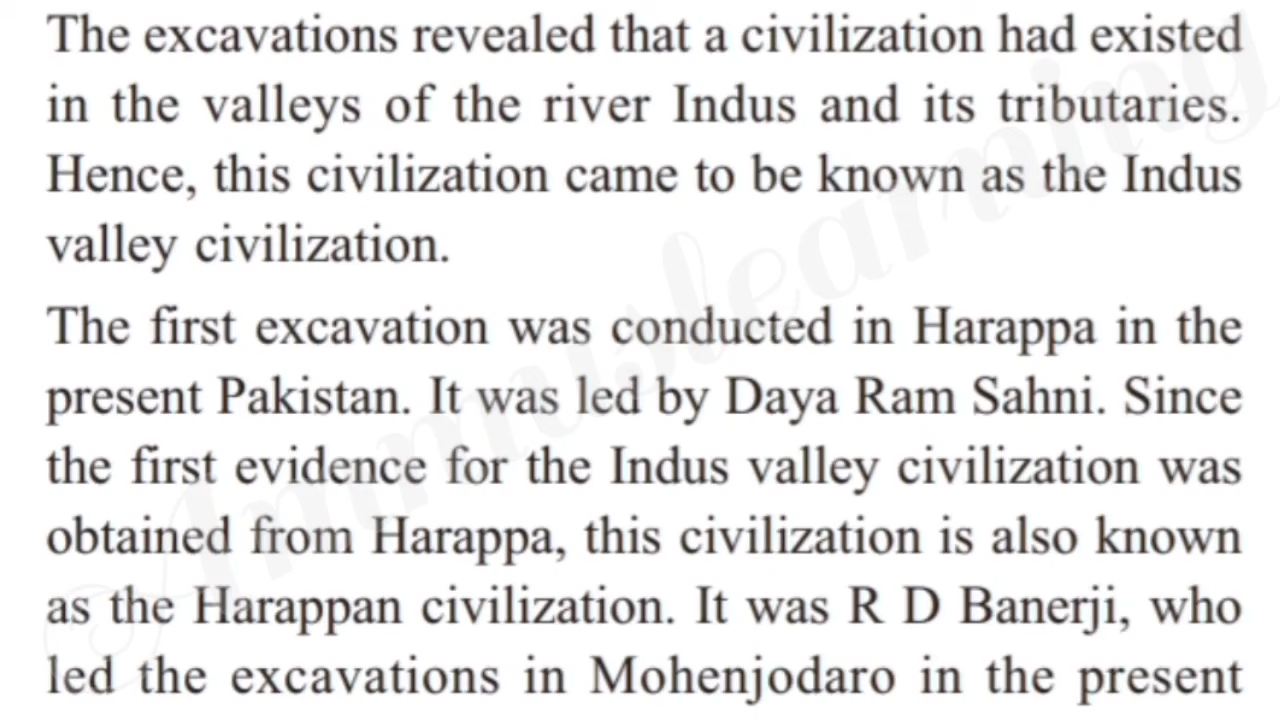 The excavations revealed that a civilization had existed
in the valleys of the river Indus and its tributaries.
Hence, this civilization came to be known as the Indus
valley civilization.
The first excavation was conducted in Harappa in the
present Pakistan. It was led by Daya Ram Sahni. Since
the first evidence for the Indus valley civilization was
obtained from Harappa, this civilization is also known
as the Harappan civilization. It was R D Banerji, who
led the excavations in Mohenjodaro in the present
Ammuslearning